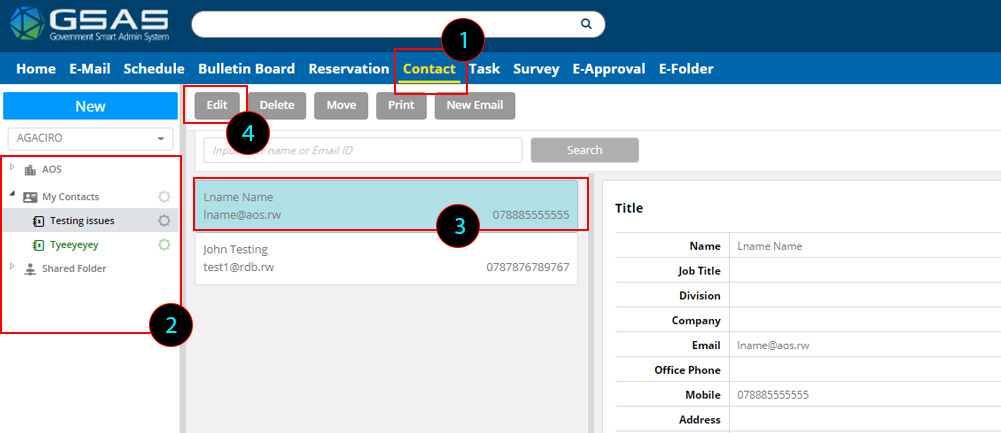 GSAS
Government Smart Admin System
1
Home E-Mail Schedule Bulletin Board Reservation Contact Task Survey E-Approval E-Folder
New
Edit Delete Move Print New Email
4
AGACIRO
Input name or Email ID
Search
AOS
My Contacts
Testing issues
Tyeeyeyey
Shared Folder
2
Lname Name
lname@aos.rw 078885555555
3
John Testing
test1@rdb.rw 0787876789767
Title
Name Lname Name
Job Title
Division
Company
Email lname@aos.rw
Office Phone
Mobile 078885555555
Address